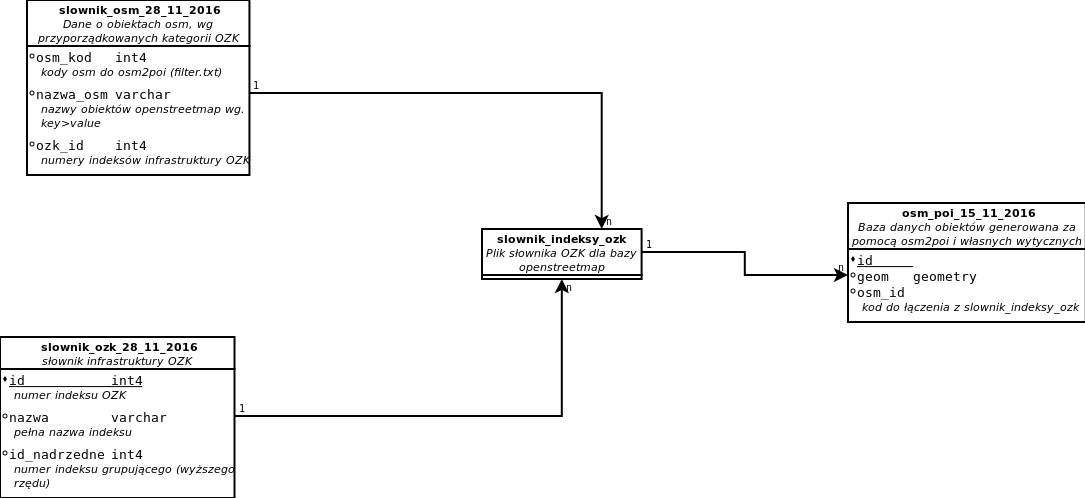 slownik_osm_28_11_2016
Dane o obiektach osm, wg
przyporządkowanych kategorii OZK
osm_kod int4
kody osm do osm2poi (filter.txt)
nazwa_osm varchar
nazwy obiektów openstreetmap wg.
key>value
ozk_id int4
numery indeksów infrastruktury OZK
1
n
slownik_indeksy_ozk
Plik słownika OZK dla bazy
openstreetmap
1
n
osm_poi_15_11_2016
Baza danych obiektów generowana za
pomocą osm2poi i własnych wytycznych
id
geom geometry
osm_id
kod do łączenia z slownik_indeksy_ozk
n
slownik_ozk_28_11_2016
słownik infrastruktury OZK
id int4
numer indeksu OZK
nazwa varchar
pełna nazwa indeksu
id_nadrzedne int4
numer indeksu grupującego (wyższego
rzędu)
1